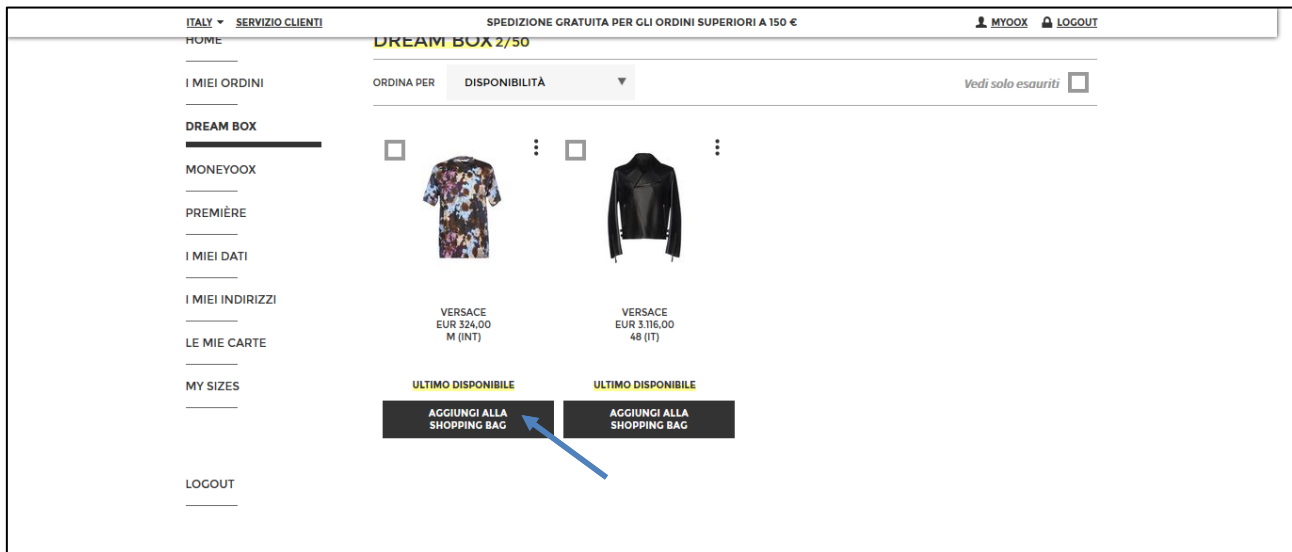 ITALY SERVIZIO CLIENTI SPEDIZIONE GRATUITA PER GLI ORDINI SUPERIORI A 150 € MYOOX LOGOUT
HOME
I MIEI ORDINI
DREAM BOX
MONEYOOX
PREMIÈRE
I MIEI DATI
I MIEI INDIRIZZI
LE MIE CARTE
MY SIZES
LOGOUT
DREAM BOX 2/50
ORDINA PER DISPONIBILITÀ Vedi solo esauriti
VERSACE
EUR 324,00
M (INT)
ULTIMO DISPONIBILE
AGGIUNGI ALLA
SHOPPING BAG
VERSACE
EUR 3.116,00
48 (IT)
ULTIMO DISPONIBILE
AGGIUNGI ALLA
SHOPPING BAG